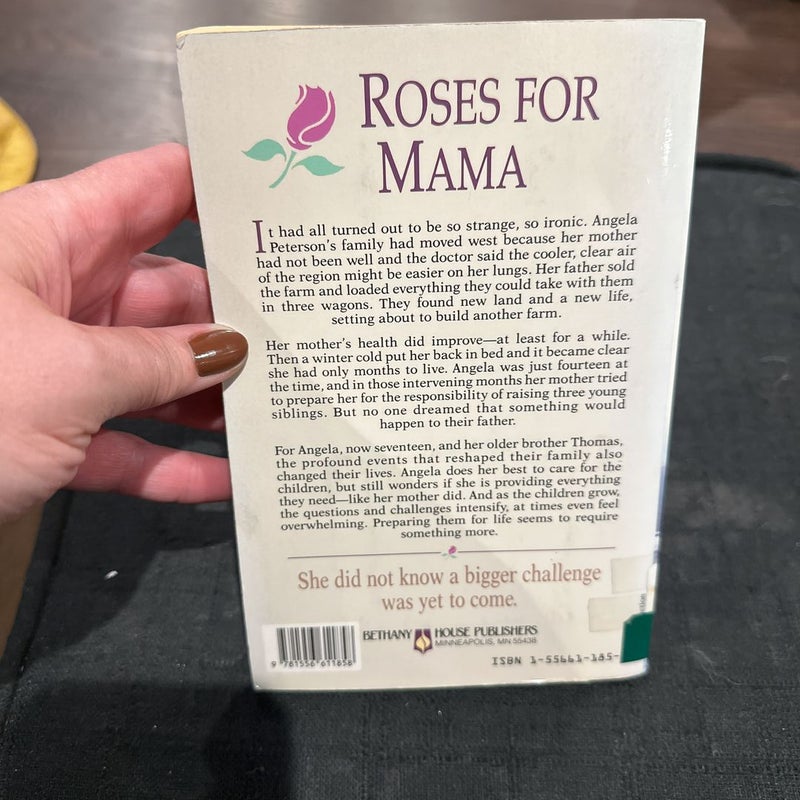 ROSES FOR
MAMA
It had all turned out to be so strange, so ironic. Angela
Peterson's family had moved west because her mother
had not been well and the doctor said the cooler, clear air
of the region might be easier on her lungs. Her father sold
the farm and loaded everything they could take with them
in three wagons. They found new land and a new life,
setting about to build another farm.
Her mother's health did improve—at least for a while.
Then a winter cold put her back in bed and it became clear
she had only months to live. Angela was just fourteen at
the time, and in those intervening months her mother tried
to prepare her for the responsibility of raising three young
siblings. But no one dreamed that something would
happen to their father.
For Angela, now seventeen, and her older brother Thomas,
the profound events that reshaped their family also
changed their lives. Angela does her best to care for the
children, but still wonders if she is providing everything
they need—like her mother did. And as the children grow,
the questions and challenges intensify, at times even feel
overwhelming. Preparing them for life seems to require
something more.
She did not know a bigger challenge
was yet to come.
BETHANY HOUSE PUBLISHERS
MINNEAPOLIS, MN 55438
9 781556 611858
ISBN 1-55661-185-